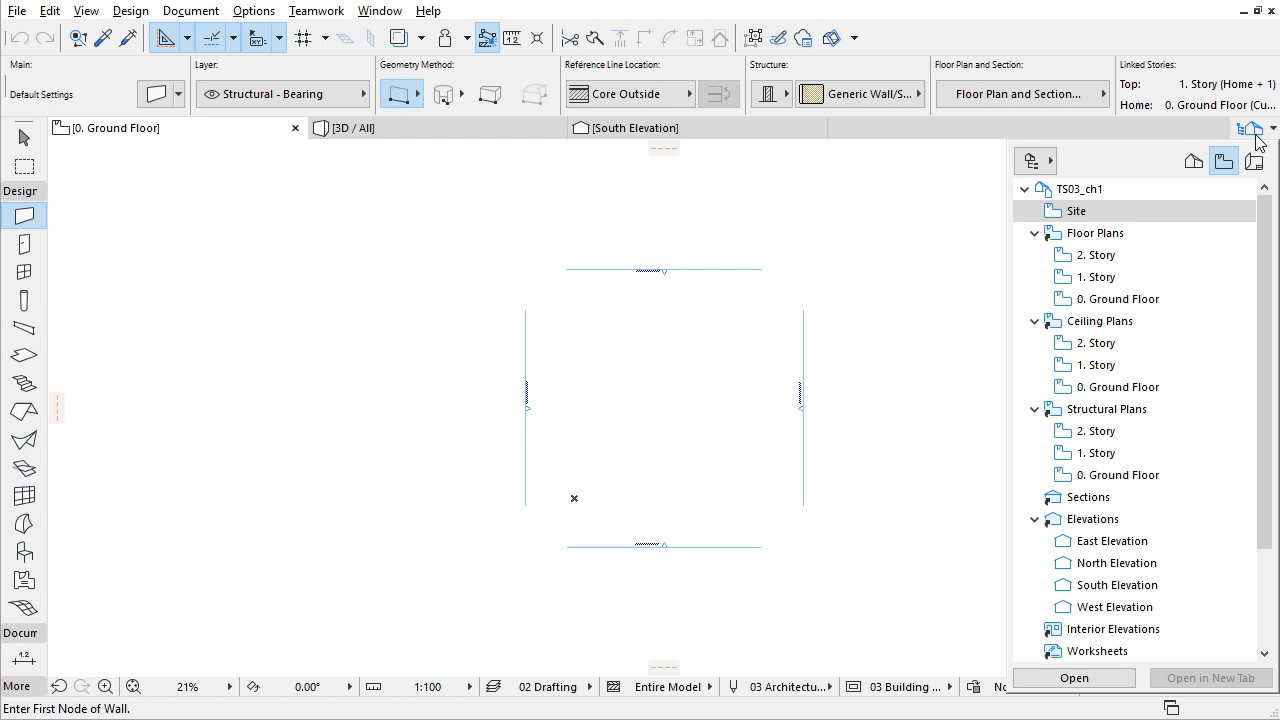 File Edit View Design Document Options Teamwork Window Help
Main: Layer: Geometry Method: Reference Line Location: Structure: Floor Plan and Section: Linked Stories:
Default Settings Structural - Bearing Core Outside Generic Wall/S... Floor Plan and Section... Top: 1. Story (Home + 1)
Home: 0. Ground Floor (Cu...
[0. Ground Floor] [3D / All] [South Elevation]
Design
TS03_ch1
Site
Floor Plans
2. Story
1. Story
0. Ground Floor
Ceiling Plans
2. Story
1. Story
0. Ground Floor
Structural Plans
2. Story
1. Story
0. Ground Floor
Sections
Elevations
East Elevation
North Elevation
South Elevation
West Elevation
Interior Elevations
Worksheets
Docum
Open Open in New Tab
More 21% 0.00° 1:100 02 Drafting Entire Model 03 Architectu... 03 Building ... No
Enter First Node of Wall.